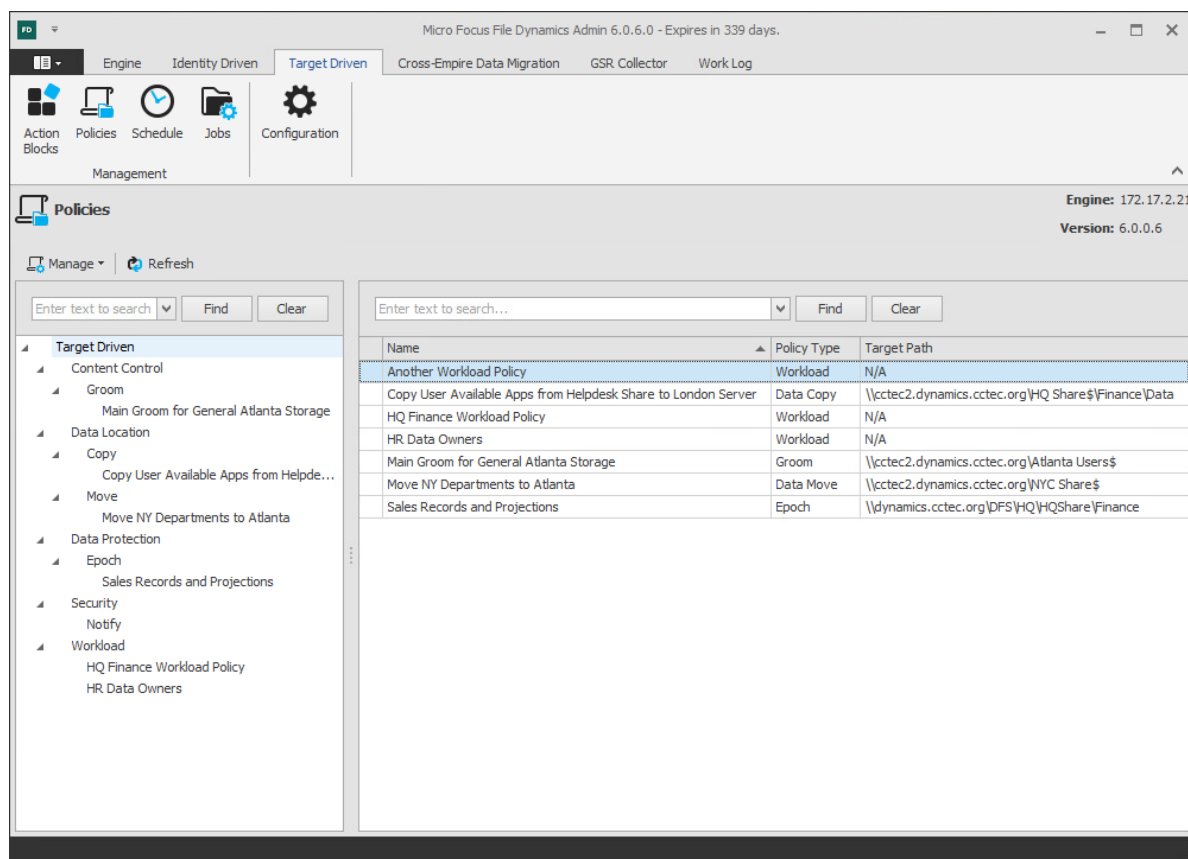 FD
Micro Focus File Dynamics Admin 6.0.6.0 - Expires in 339 days.
Engine Identity Driven Target Driven Cross-Empire Data Migration GSR Collector Work Log
Action Blocks Policies Schedule Jobs Configuration
Management
Policies
Engine: 172.17.2.21
Version: 6.0.0.6
Manage Refresh
Enter text to search Find Clear
Target Driven
Content Control
Groom
Main Groom for General Atlanta Storage
Data Location
Copy
Copy User Available Apps from Helpde...
Move
Move NY Departments to Atlanta
Data Protection
Epoch
Sales Records and Projections
Security
Notify
Workload
HQ Finance Workload Policy
HR Data Owners
Enter text to search... Find Clear
Name Policy Type Target Path
Another Workload Policy Workload N/A
Copy User Available Apps from Helpdesk Share to London Server Data Copy \\cctec2.dynamics.cctec.org\HQ Share$\Finance\Data
HQ Finance Workload Policy Workload N/A
HR Data Owners Workload N/A
Main Groom for General Atlanta Storage Groom \\cctec2.dynamics.cctec.org\Atlanta Users$
Move NY Departments to Atlanta Data Move \\cctec2.dynamics.cctec.org\NYC Share$
Sales Records and Projections Epoch \\dynamics.cctec.org\DFS\HQ\HQShare\Finance